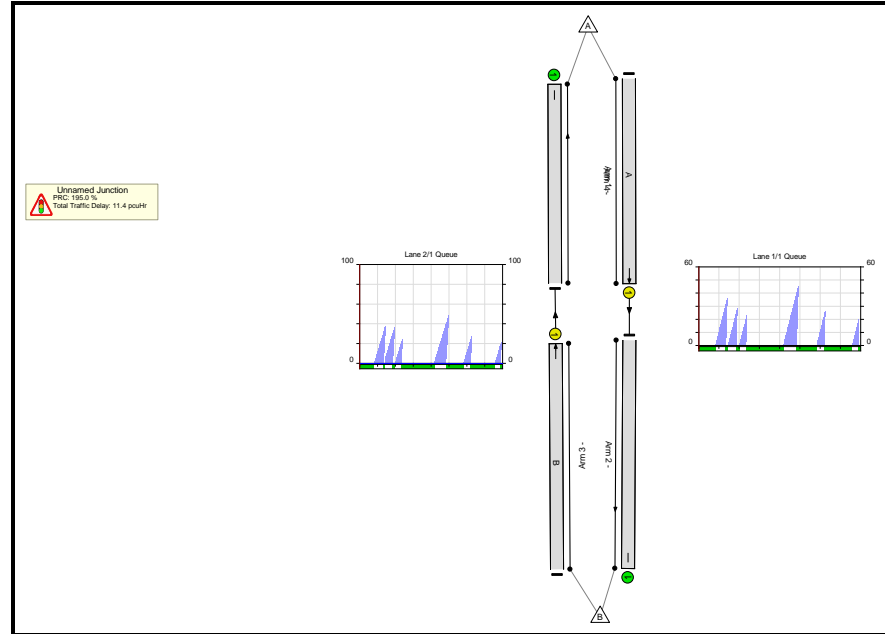 A
Unnamed Junction
PRC: 195.0 %
Total Traffic Delay: 11.4 pcuHr
A
Lane 2/1 Queue
100
100
0
0
Lane 1/1 Queue
60
60
0
0
B
Arm 3 -
Arm 2 -
B